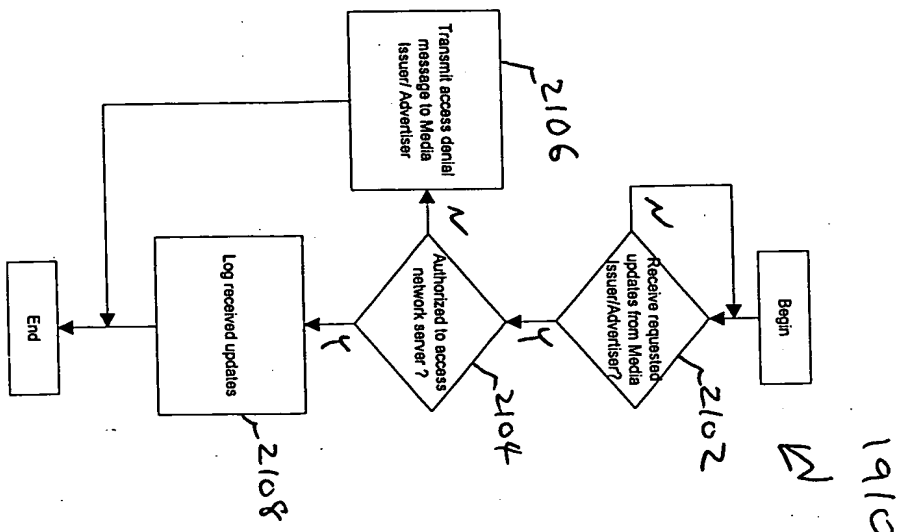 1910
Begin
Receive requested
updates from Media
Issuer/Advertiser?
2102
N
Y
Authorized to access
network server ?
2104
N
Y
Transmit access denial
message to Media
Issuer/ Advertiser
2106
Log received updates
2108
End